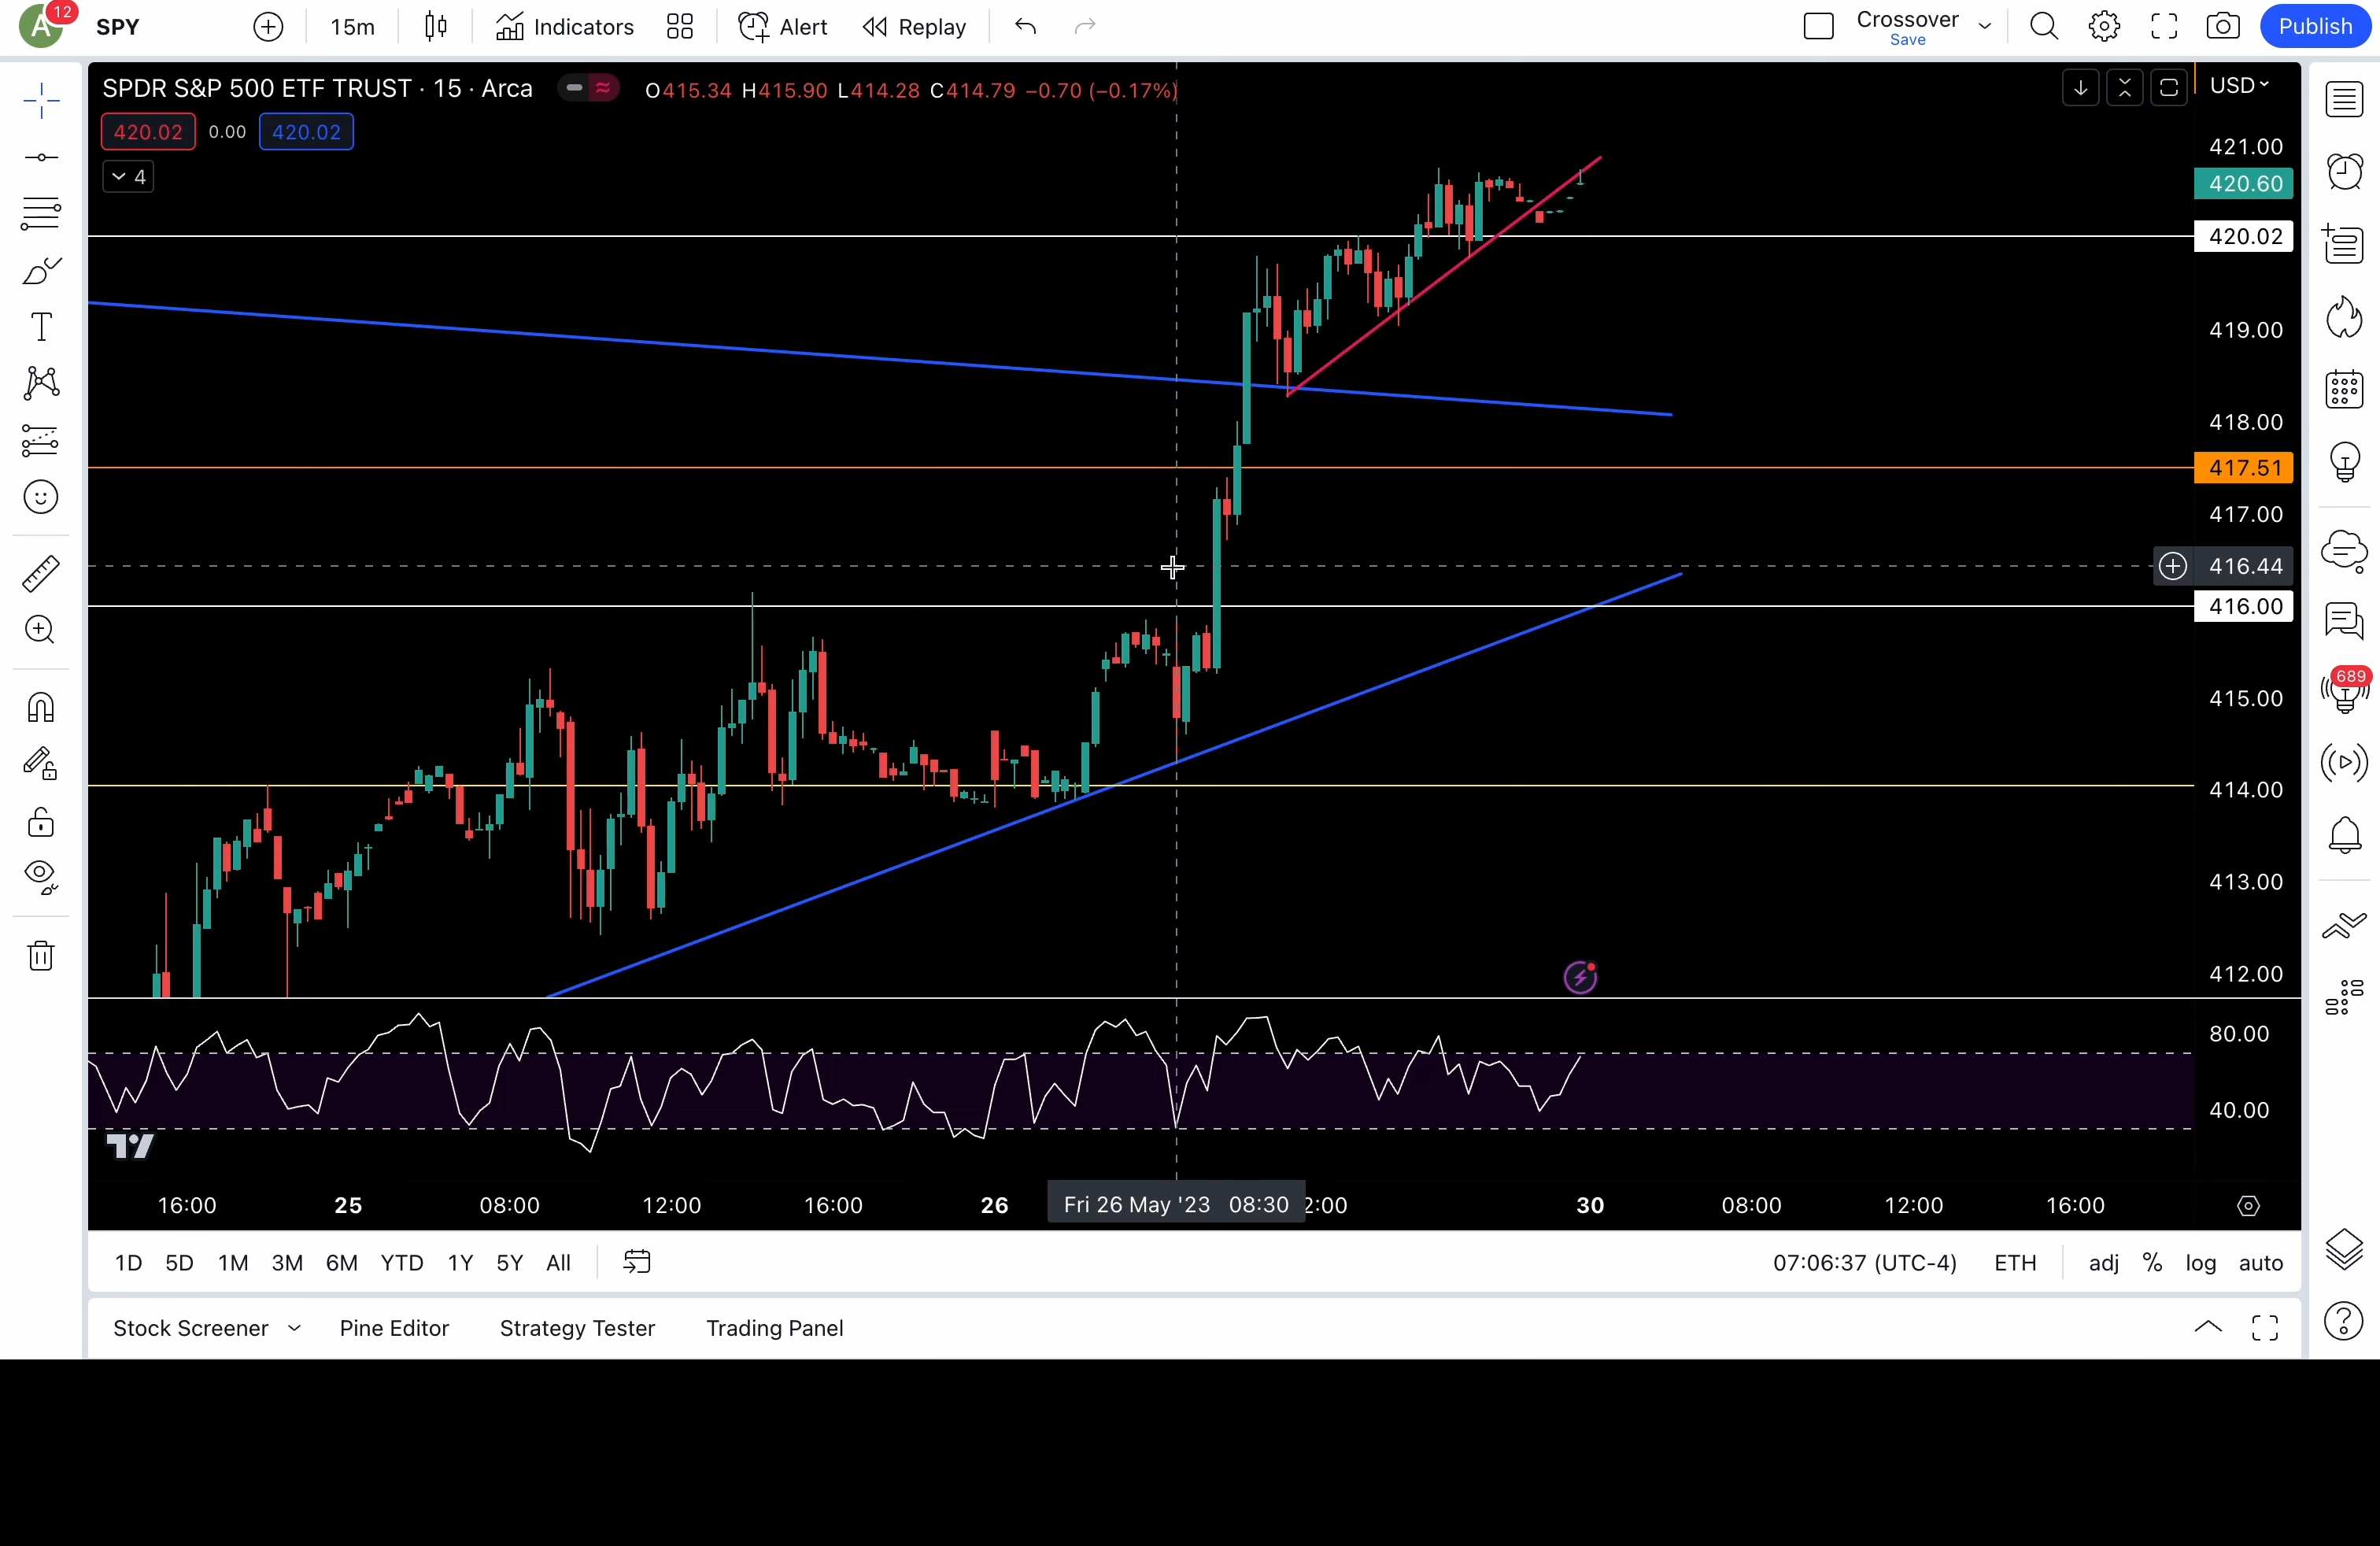 A 12 SPY 15m Indicators Alert Replay Crossover Save Publish
SPDR S&P 500 ETF TRUST · 15 · Arca O415.34 H415.90 L414.28 C414.79 −0.70 (−0.17%) USD
420.02 0.00 420.02
4
421.00
420.60
420.02
419.00
418.00
417.51
417.00
416.44
416.00
415.00
414.00
413.00
412.00
80.00
40.00
689
16:00 25 08:00 12:00 16:00 26 Fri 26 May '23 08:30 2:00 30 08:00 12:00 16:00
1D 5D 1M 3M 6M YTD 1Y 5Y All 07:06:37 (UTC-4) ETH adj % log auto
Stock Screener Pine Editor Strategy Tester Trading Panel